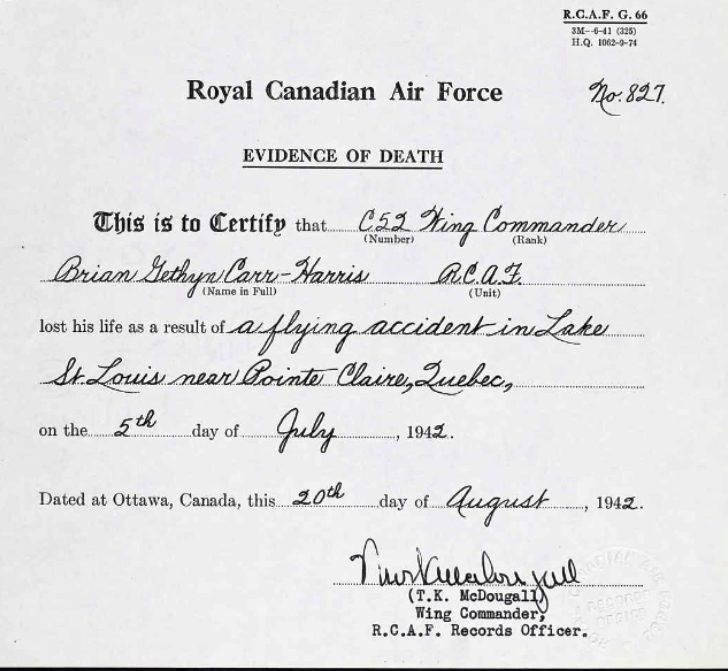 R.C.A.F. G. 66
3M--6-41 (325)
H.Q. 1062-9-74
Royal Canadian Air Force No. 827.
EVIDENCE OF DEATH
This is to Certify that C52 Wing Commander
(Number) (Rank)
Brian Gethyn Carr-Harris R.C.A.F.
(Name in Full) (Unit)
lost his life as a result of a flying accident in Lake
St. Louis near Pointe Claire, Quebec,
on the 5th day of July, 1942.
Dated at Ottawa, Canada, this 20th day of August, 1942.
(T.K. McDougall)
Wing Commander,
R.C.A.F. Records Officer.